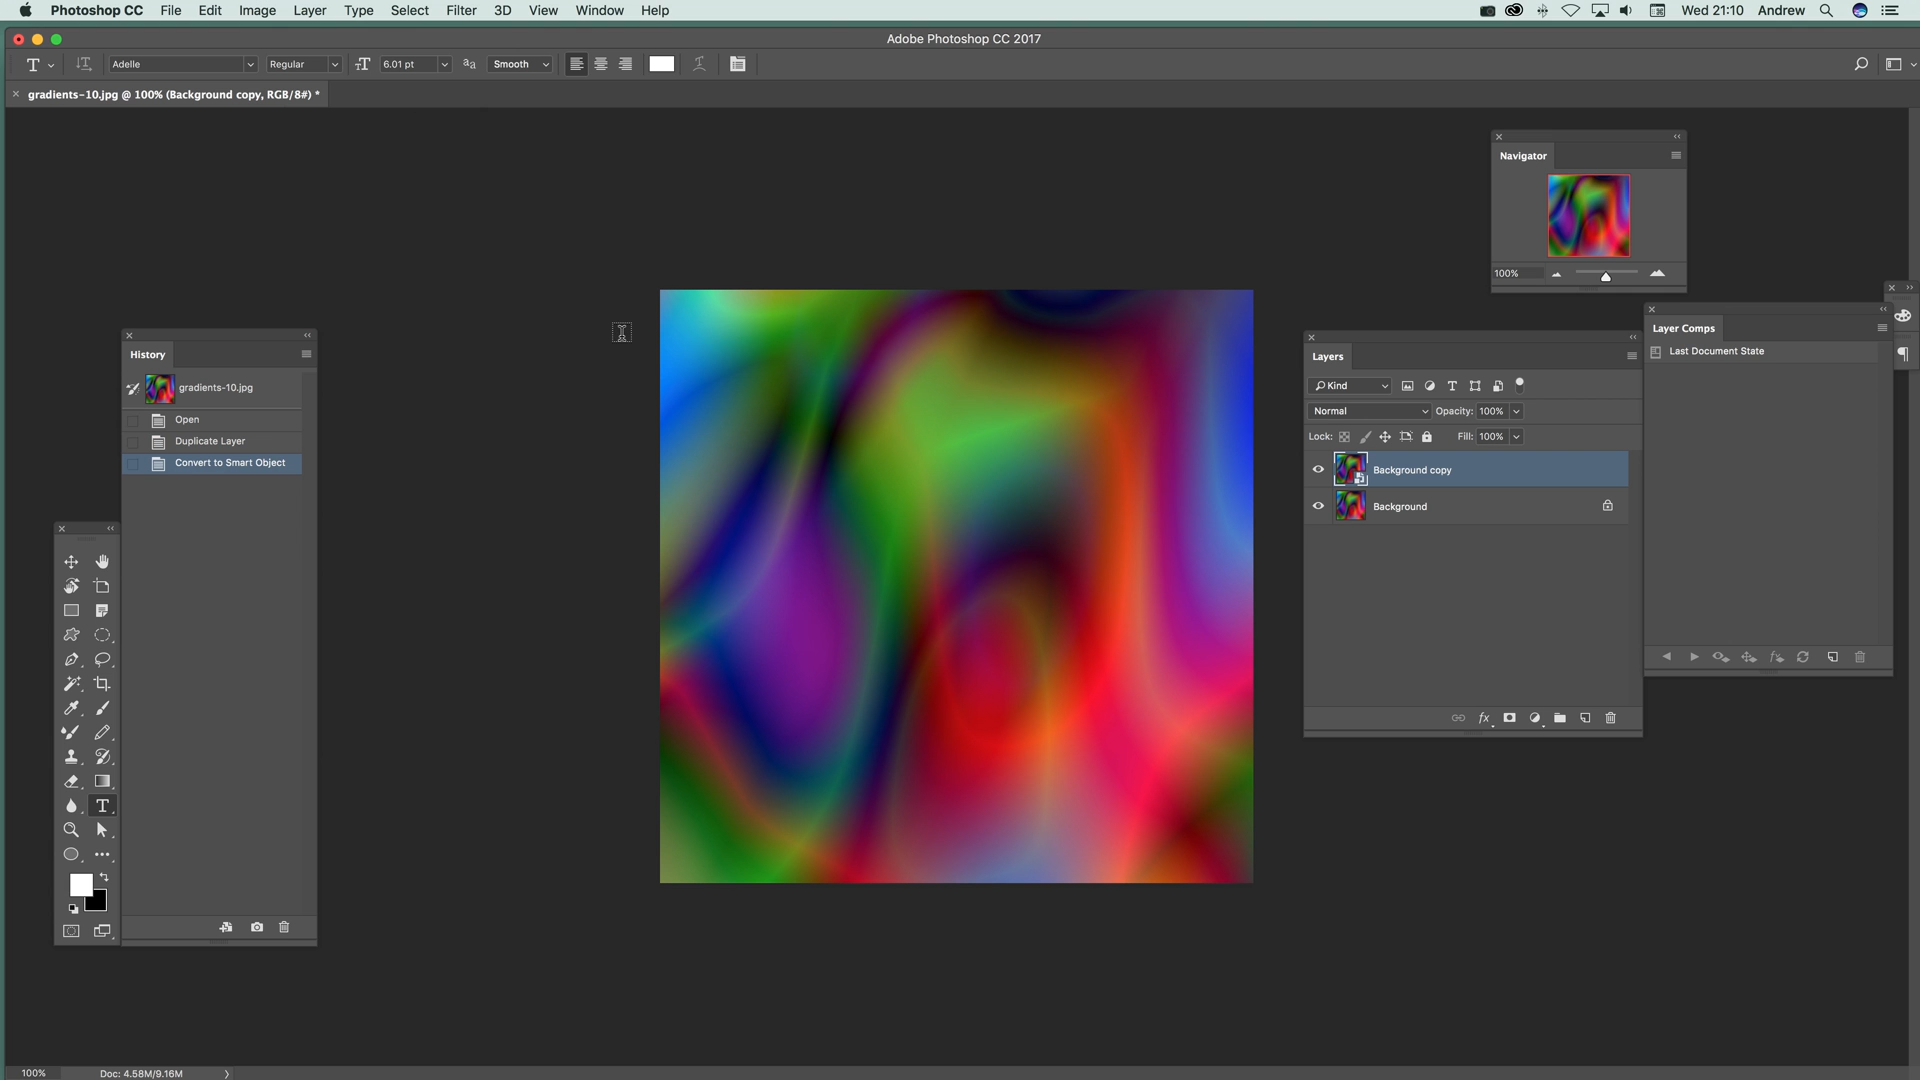 Photoshop CC File Edit Image Layer Type Select Filter 3D View Window Help Wed 21:10 Andrew
Adobe Photoshop CC 2017
Adelle Regular 6.01 pt Smooth
gradients-10.jpg @ 100% (Background copy, RGB/8#) *
Navigator
100%
History
gradients-10.jpg
Open
Duplicate Layer
Convert to Smart Object
Layers
Kind
Normal Opacity: 100%
Lock: Fill: 100%
Background copy
Background
Layer Comps
Last Document State
100% Doc: 4.58M/9.16M